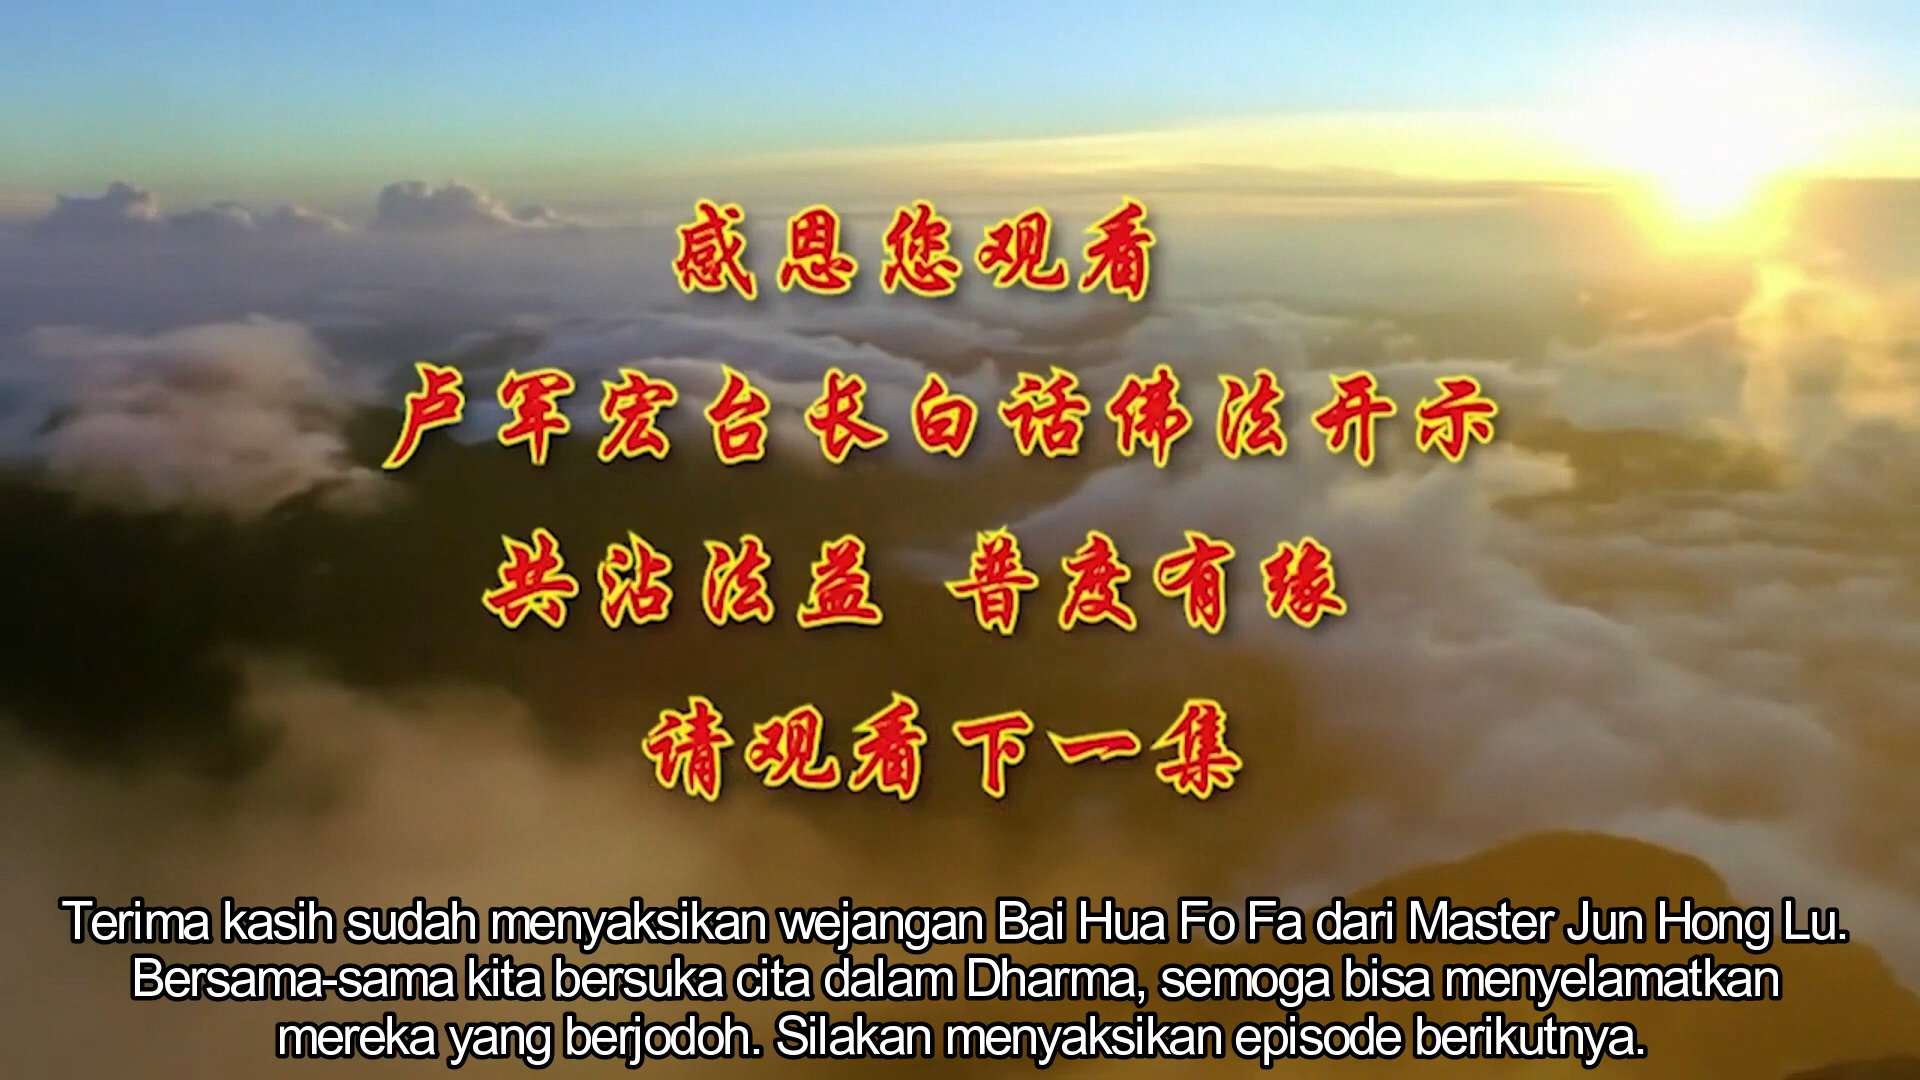 感恩您观看
卢军宏台长白话佛法开示
共沾法益 普度有缘
请观看下一集
Terima kasih sudah menyaksikan wejangan Bai Hua Fo Fa dari Master Jun Hong Lu.
Bersama-sama kita bersuka cita dalam Dharma, semoga bisa menyelamatkan
mereka yang berjodoh. Silakan menyaksikan episode berikutnya.